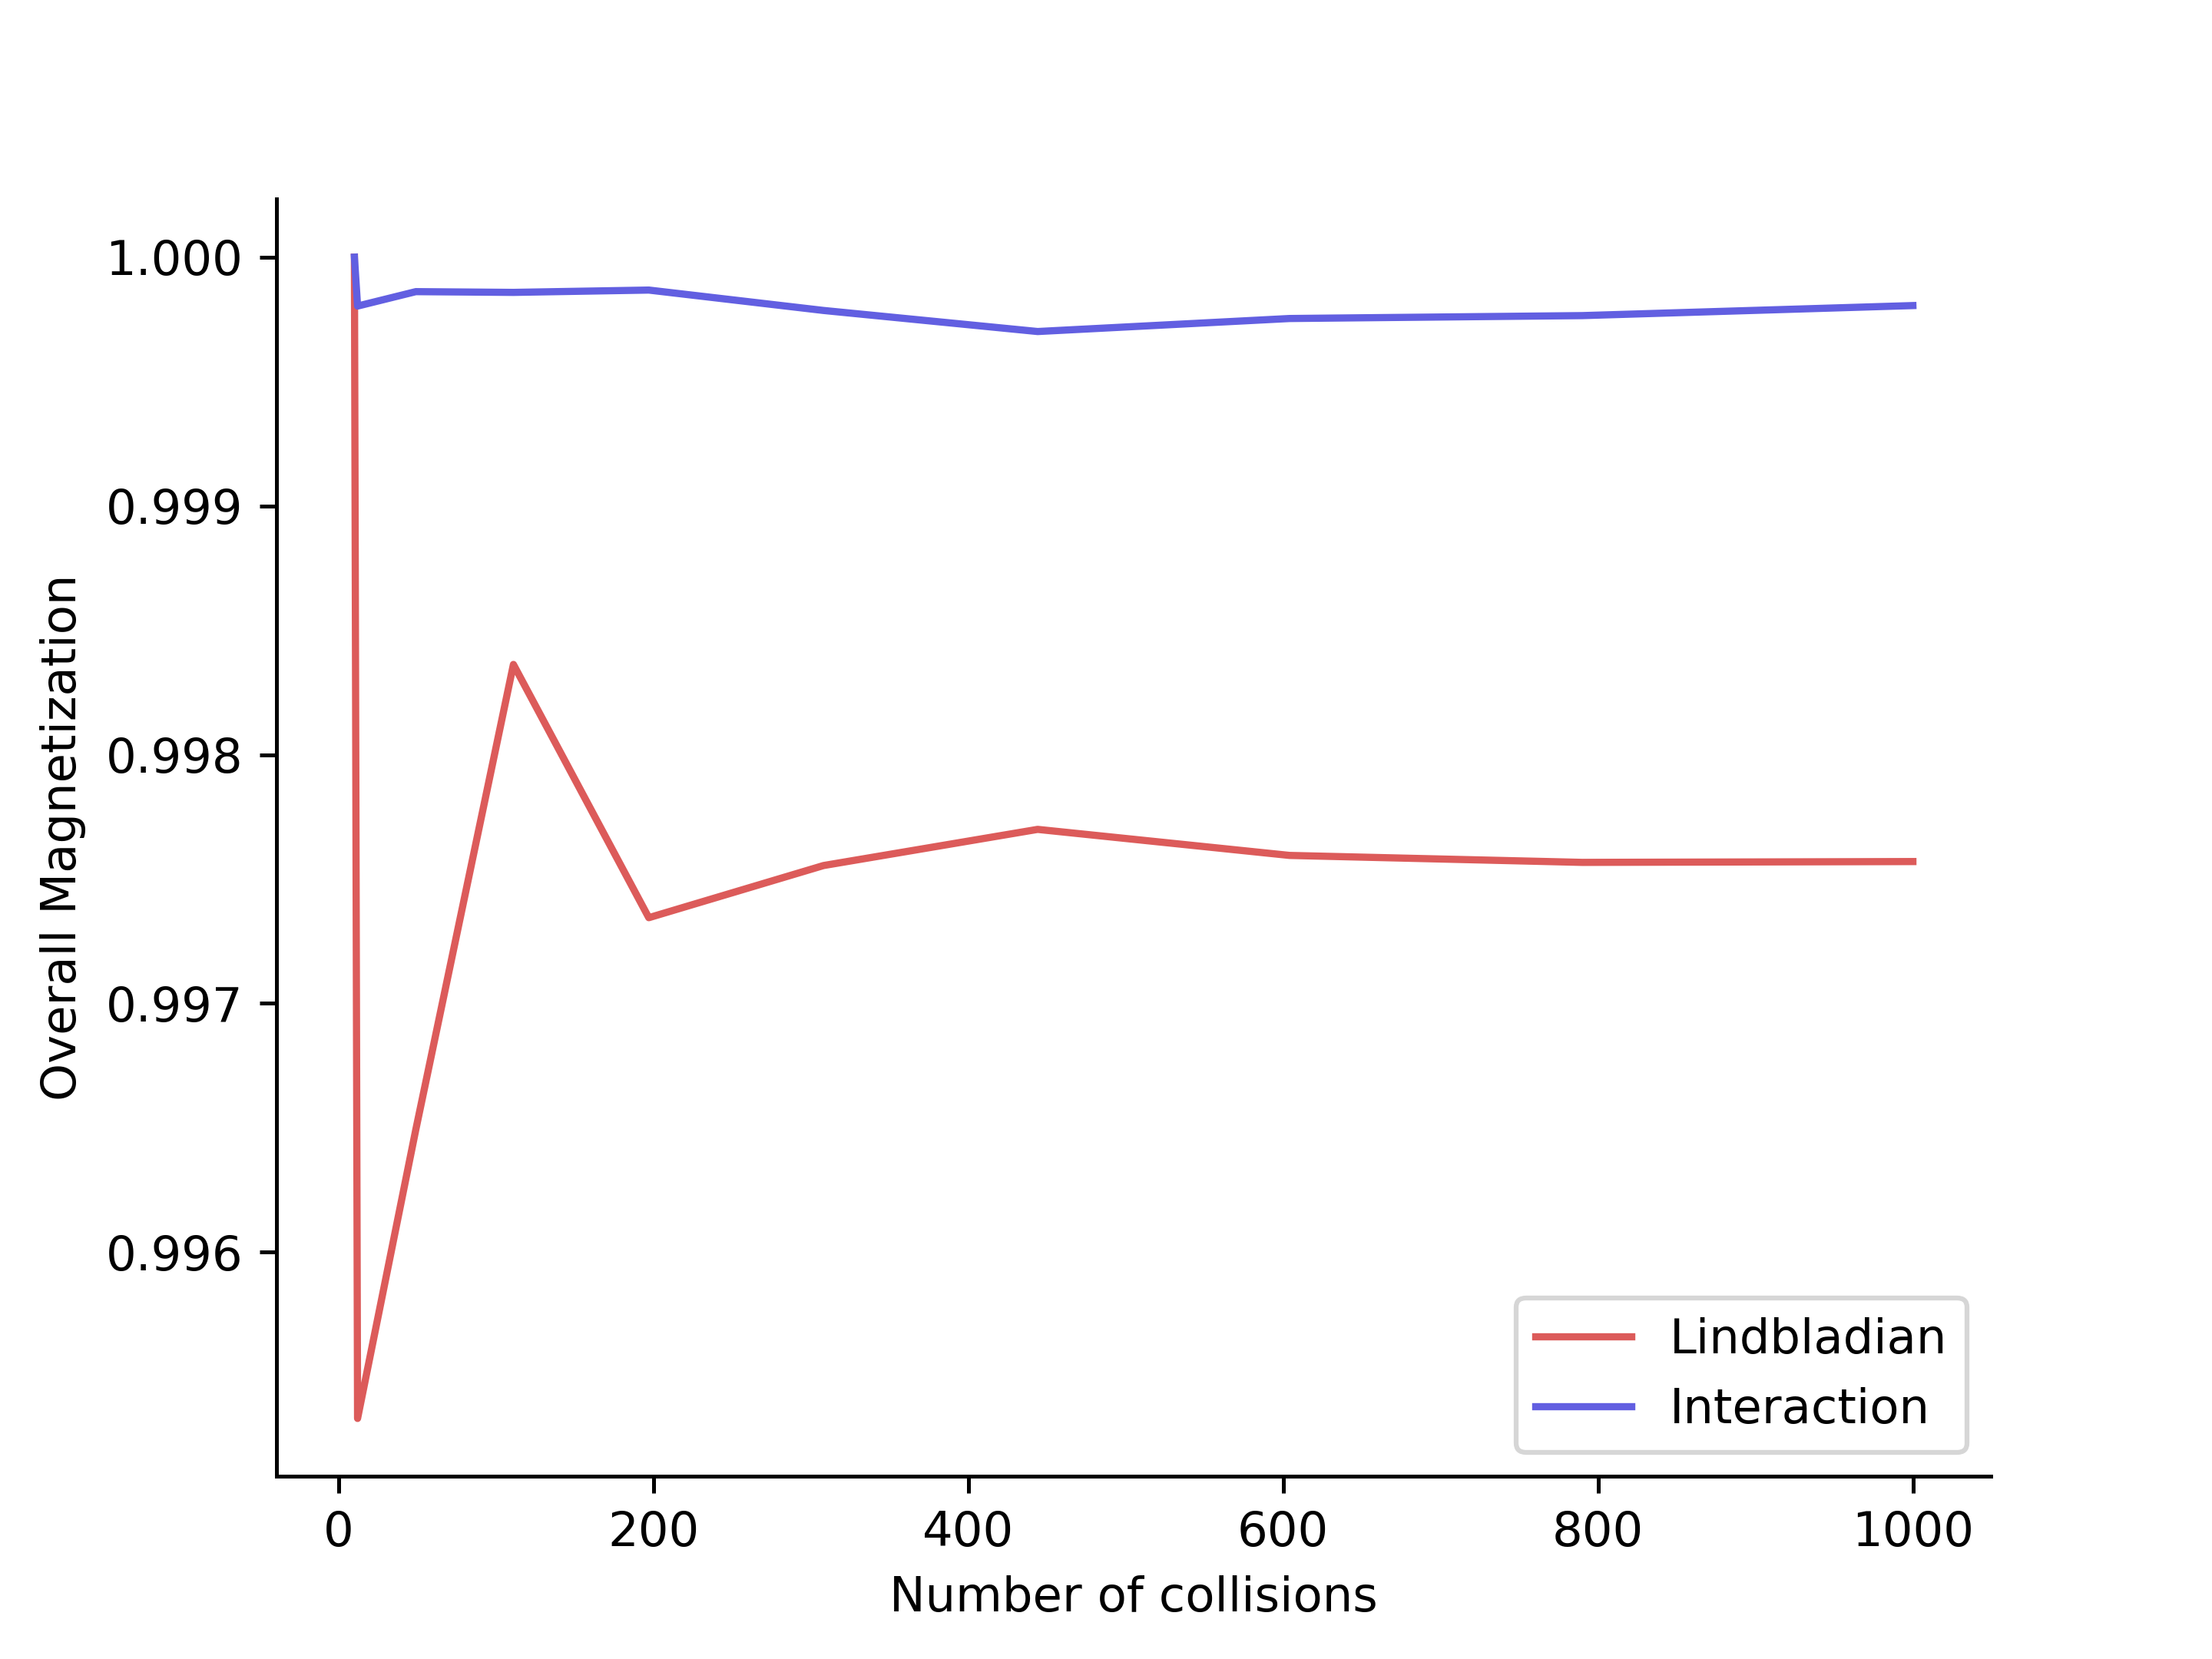 1.000
0.999
0.998
0.997
0.996
Overall Magnetization
0 200 400 600 800 1000
Number of collisions
Lindbladian
Interaction